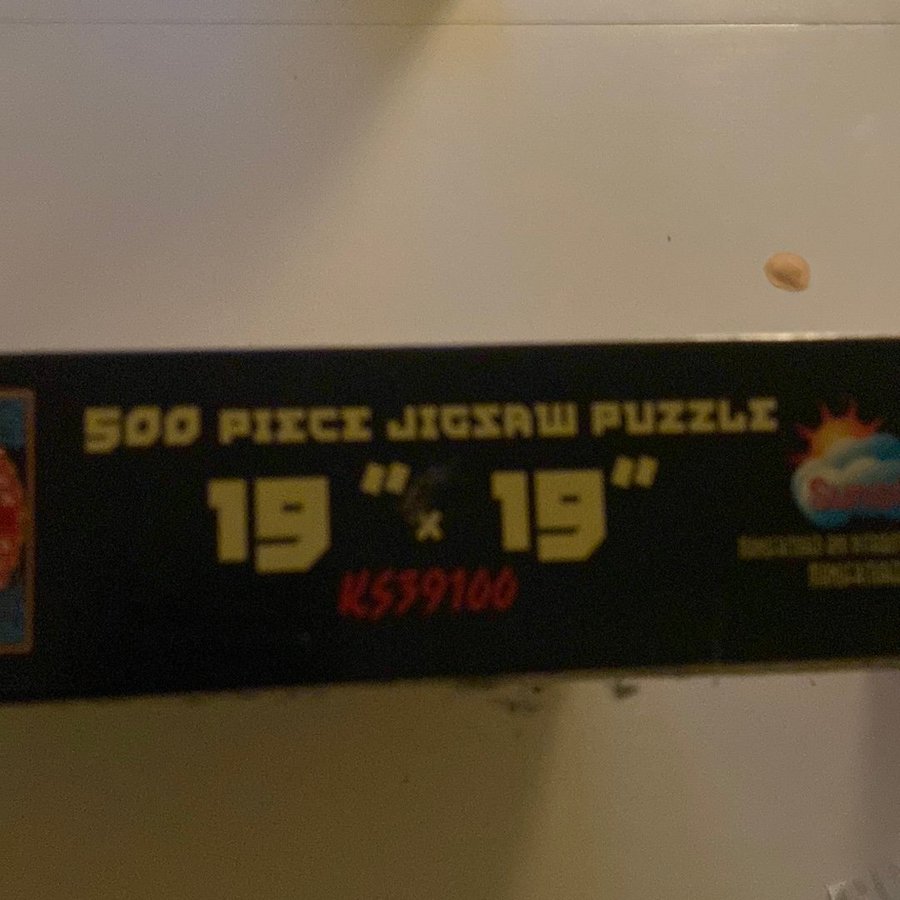 500 PIECE JIGSAW PUZZLE
19" x 19"
KS39100